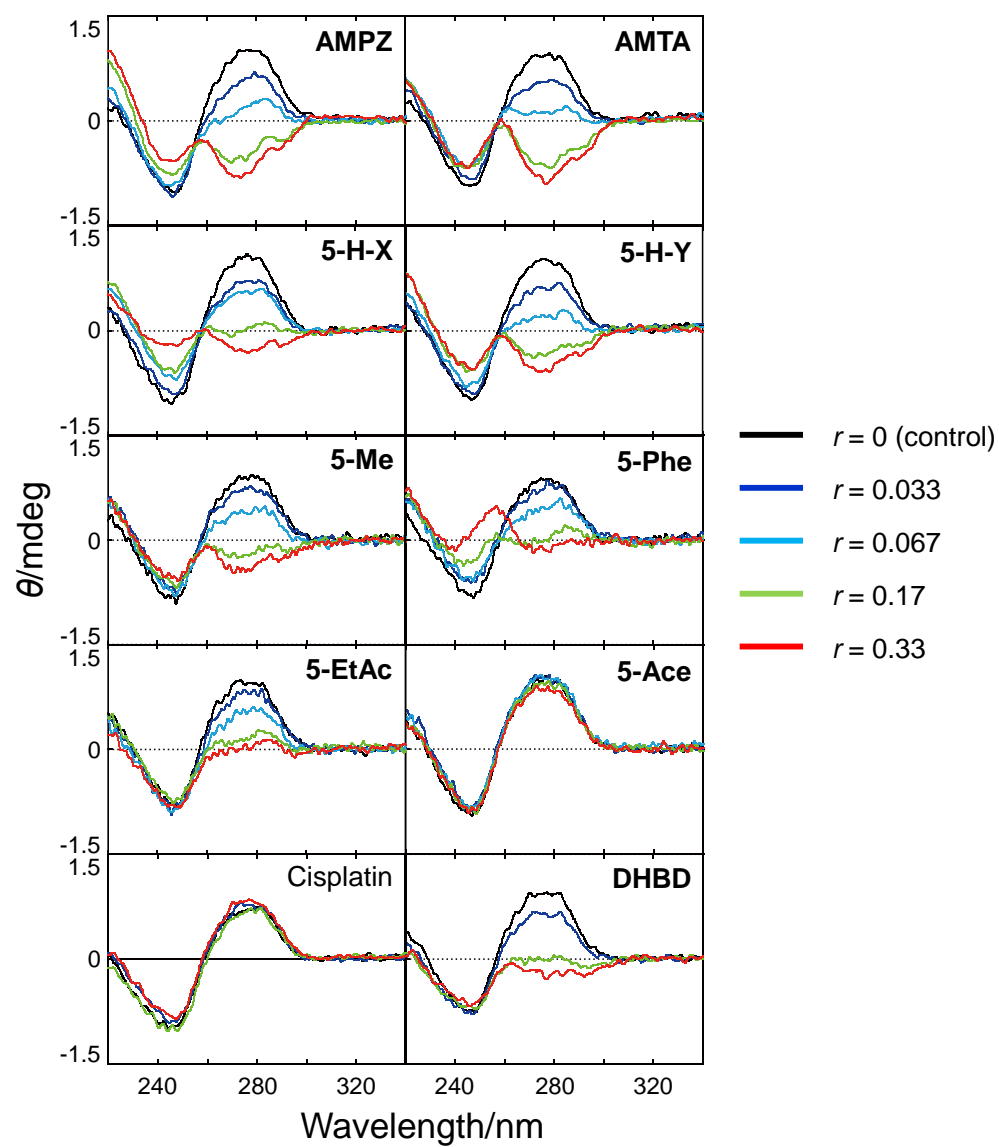 1.5
0
-1.5
AMPZ
AMTA
1.5
0
-1.5
5-H-X
5-H-Y
1.5
0
-1.5
5-Me
5-Phe
1.5
0
-1.5
5-EtAc
5-Ace
1.5
0
-1.5
Cisplatin
DHBD
240 280 320 240 280 320
Wavelength/nm
θ/mdeg
r = 0 (control)
r = 0.033
r = 0.067
r = 0.17
r = 0.33